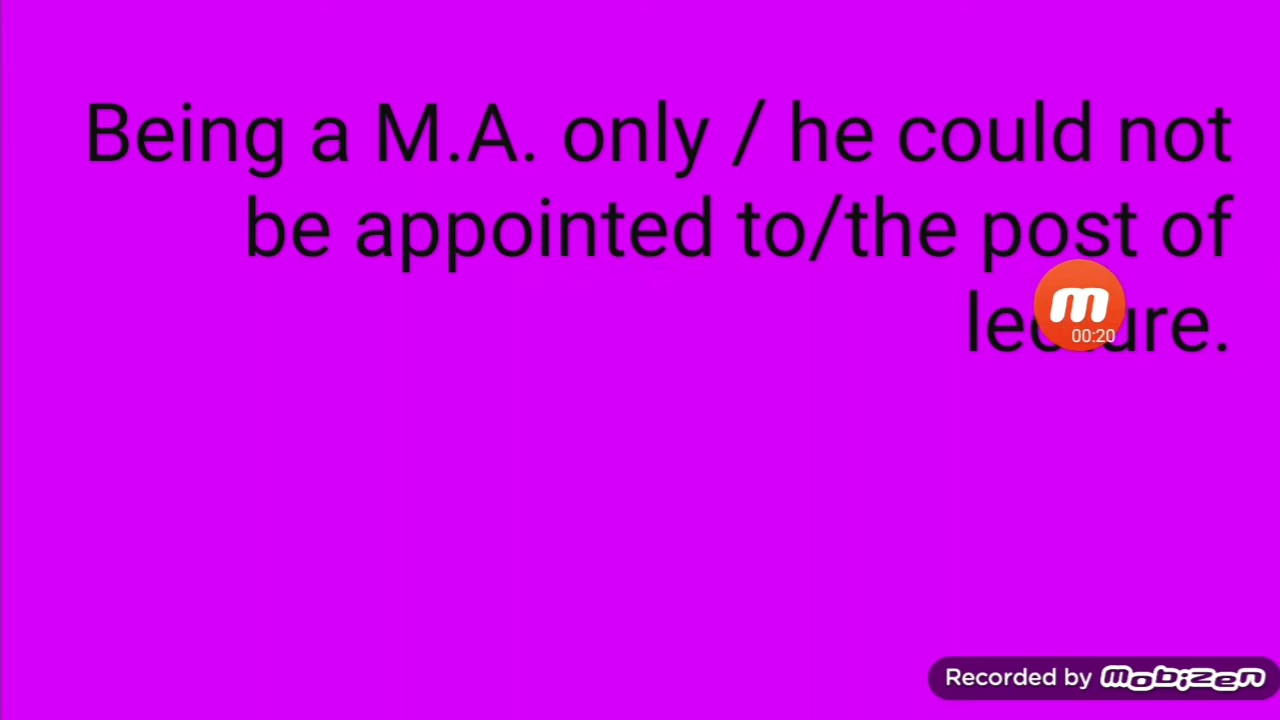 Being a M.A. only / he could not
be appointed to/the post of
m
00:20
Recorded by mobizen